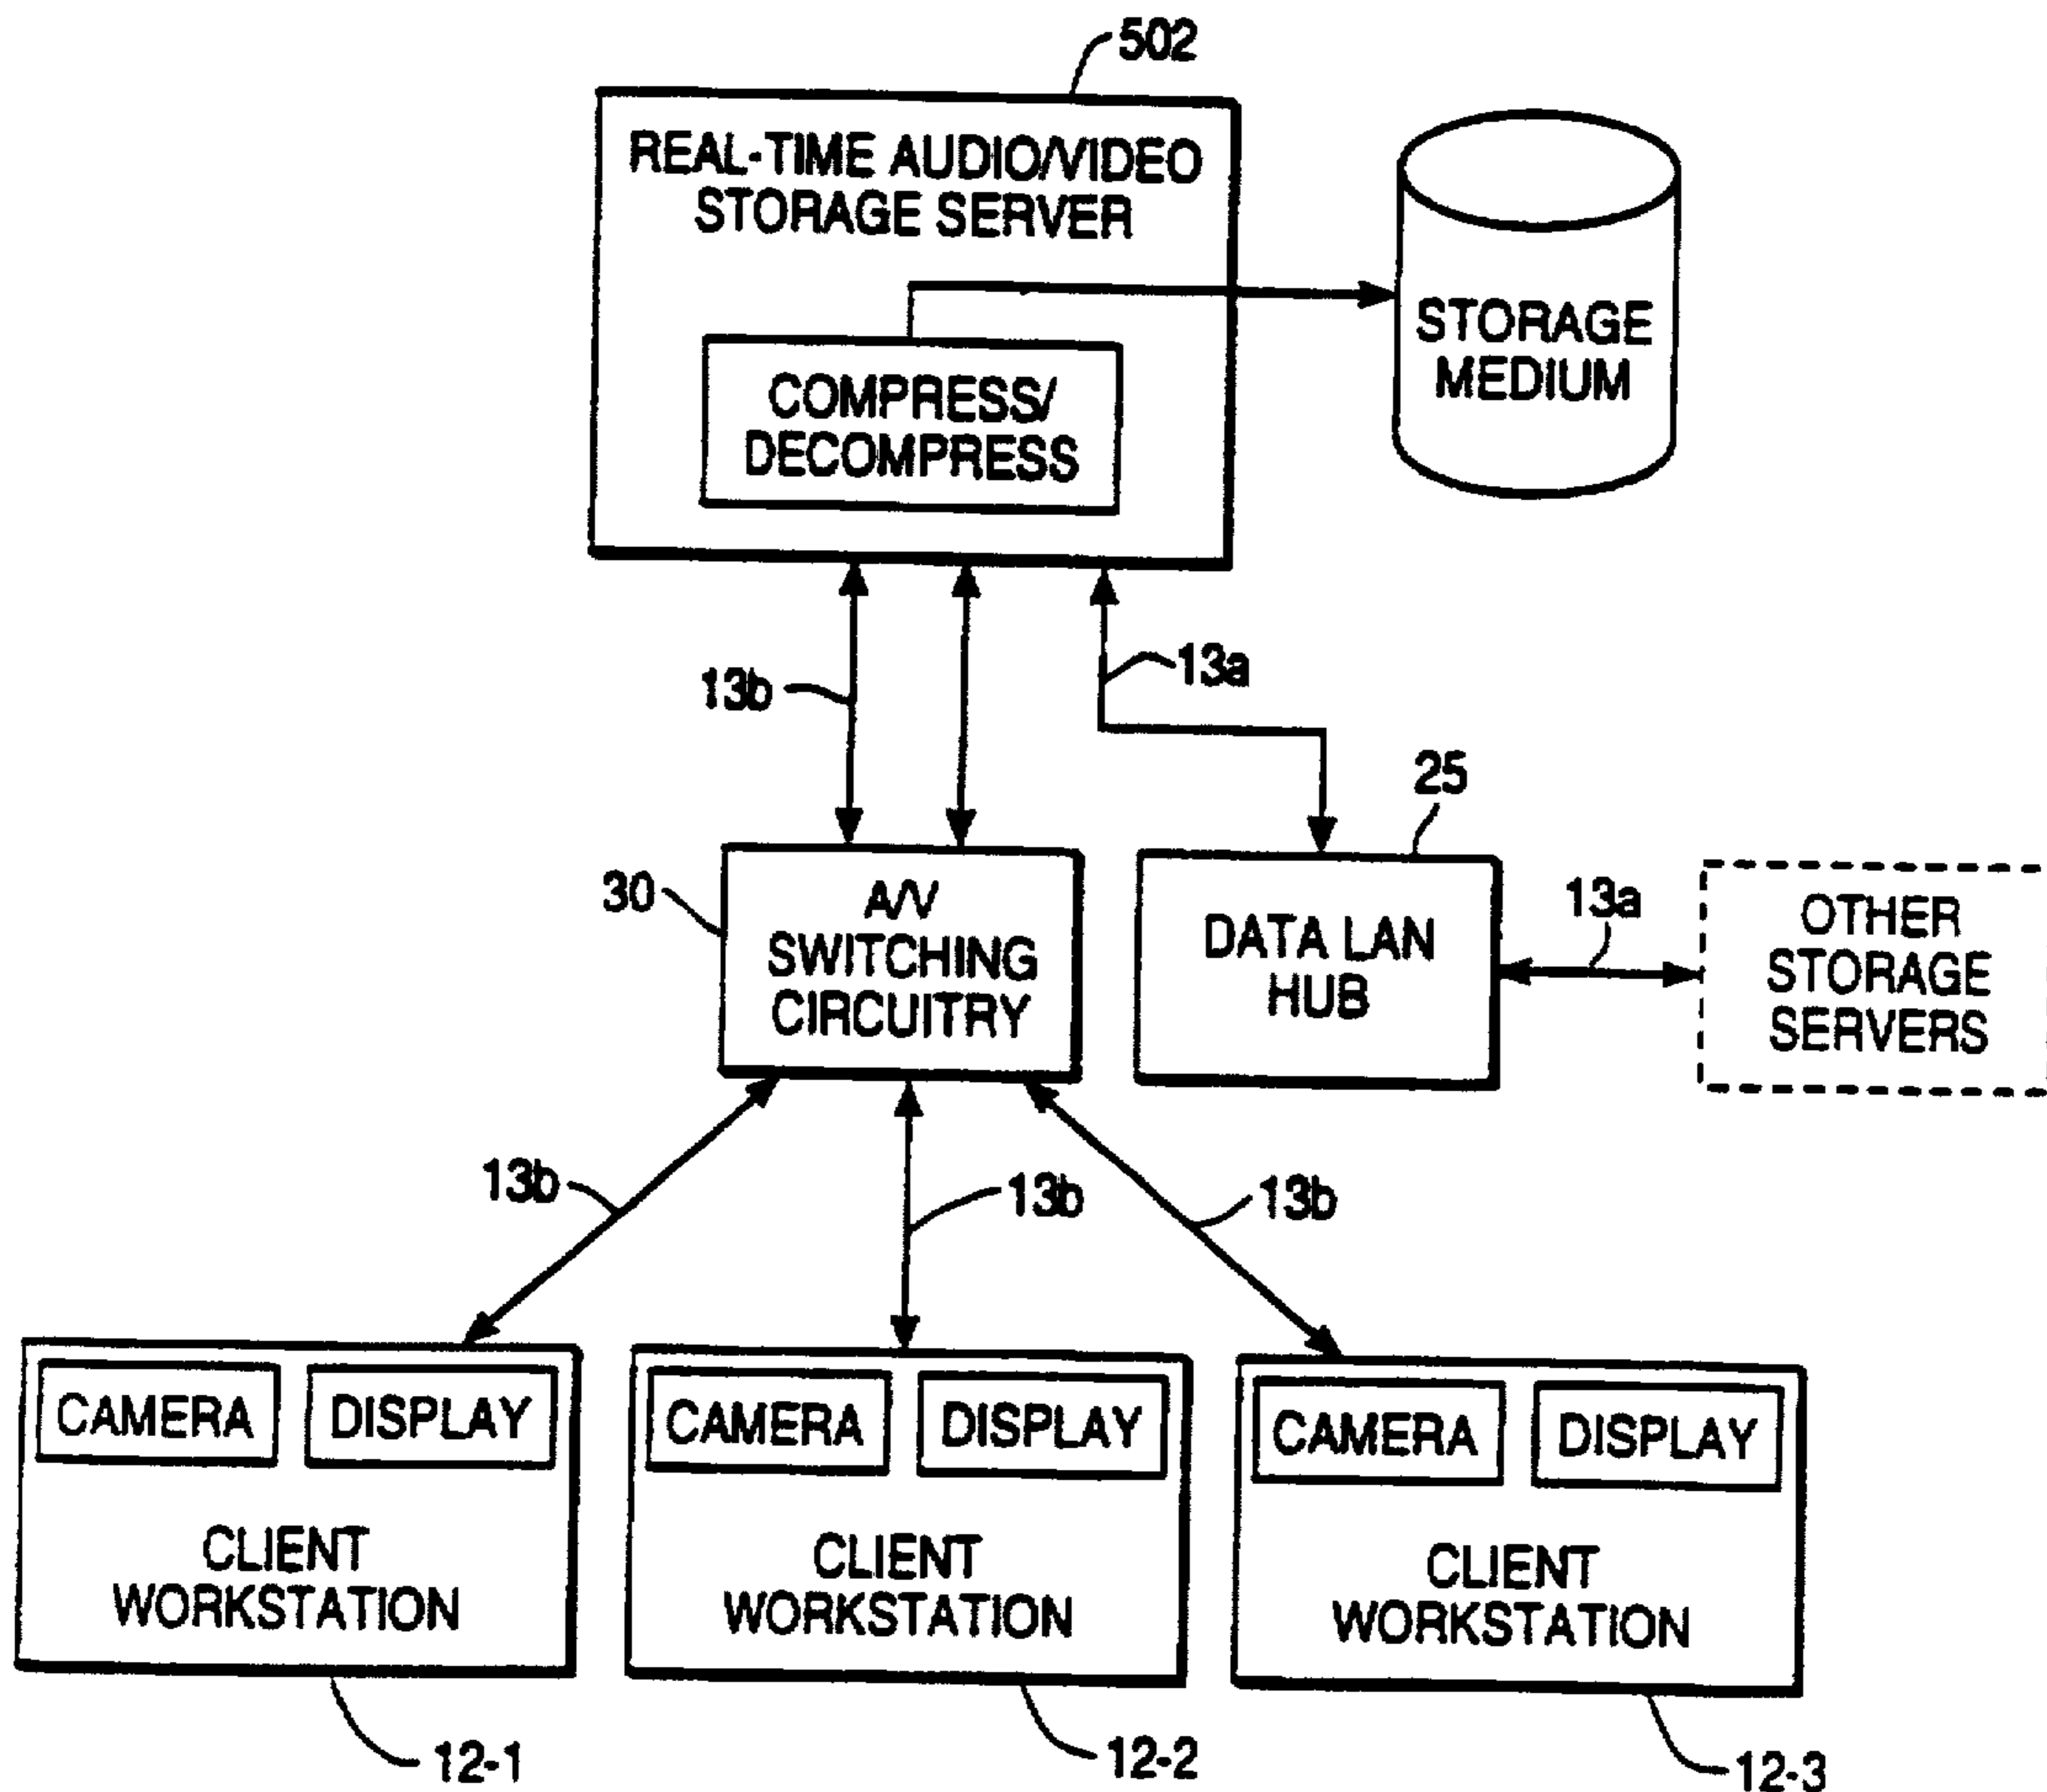 502
REAL-TIME AUDIO/VIDEO
STORAGE SERVER
COMPRESS/
DECOMPRESS
STORAGE
MEDIUM
13b
13a
25
30
A/V
SWITCHING
CIRCUITRY
DATA LAN
HUB
13a
OTHER
STORAGE
SERVERS
13b
13b
13b
CAMERA
DISPLAY
CLIENT
WORKSTATION
CAMERA
DISPLAY
CLIENT
WORKSTATION
CAMERA
DISPLAY
CLIENT
WORKSTATION
12-1
12-2
12-3